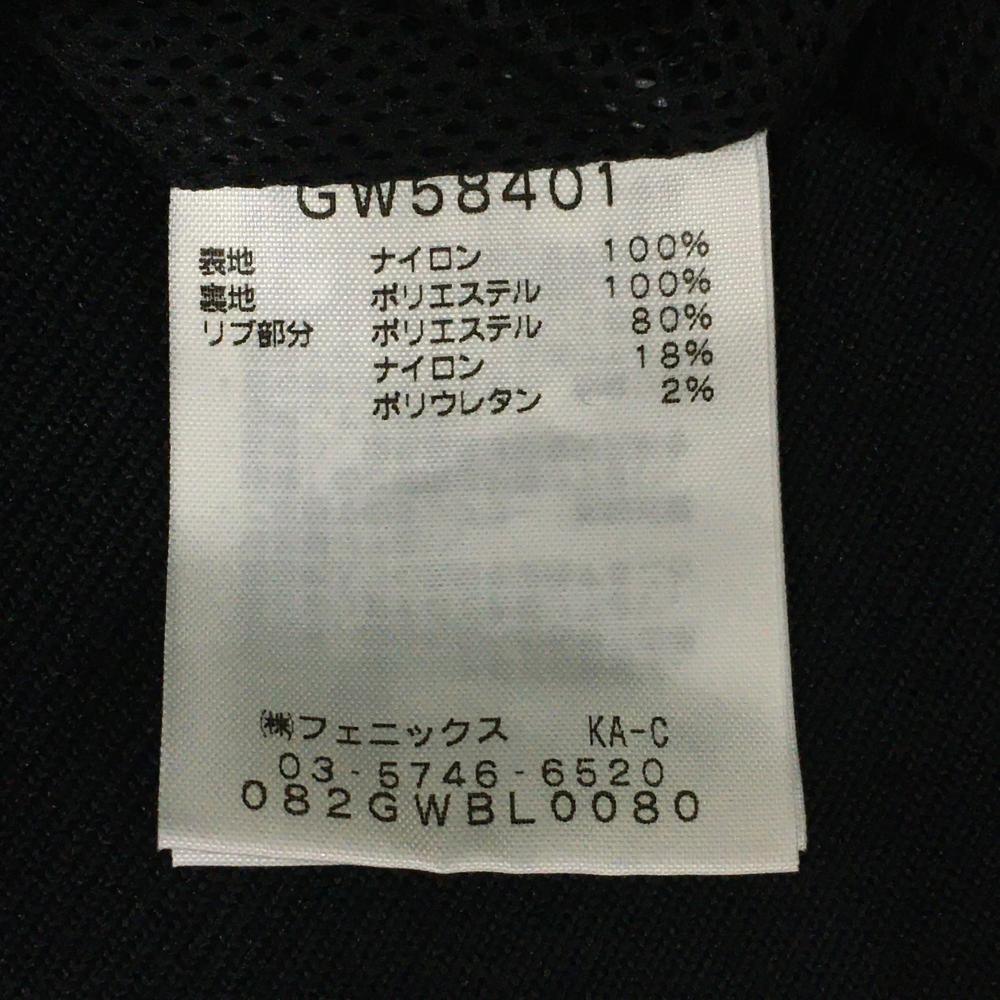 GW58401
表地 ナイロン 100%
裏地 ポリエステル 100%
リブ部分 ポリエステル 80%
ナイロン 18%
ポリウレタン 2%
㈱フェニックス KA-C
03-5746-6520
082GWBL0080